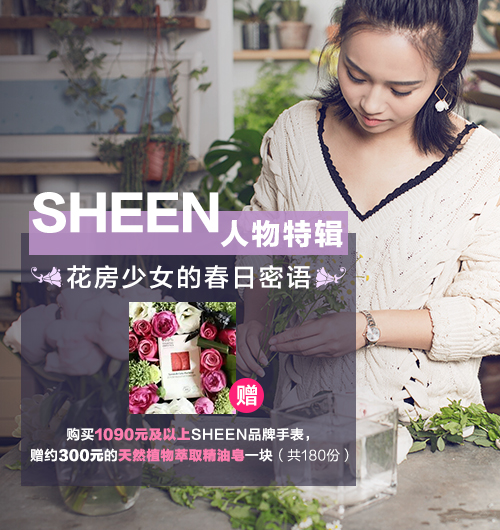 SHEEN人物特辑
花房少女的春日密语
赠
购买1090元及以上SHEEN品牌手表，
赠约300元的天然植物萃取精油皂一块（共180份）